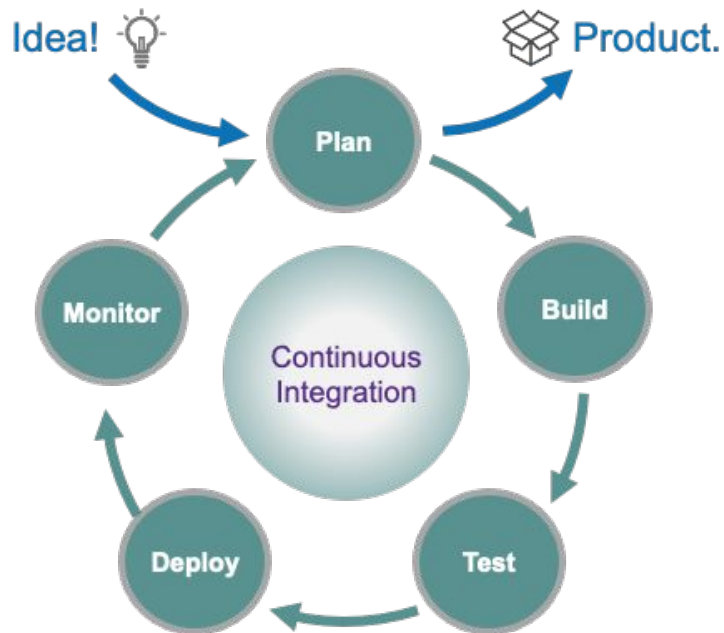 Idea!
Product.
Plan
Monitor
Build
Continuous
Integration
Deploy
Test